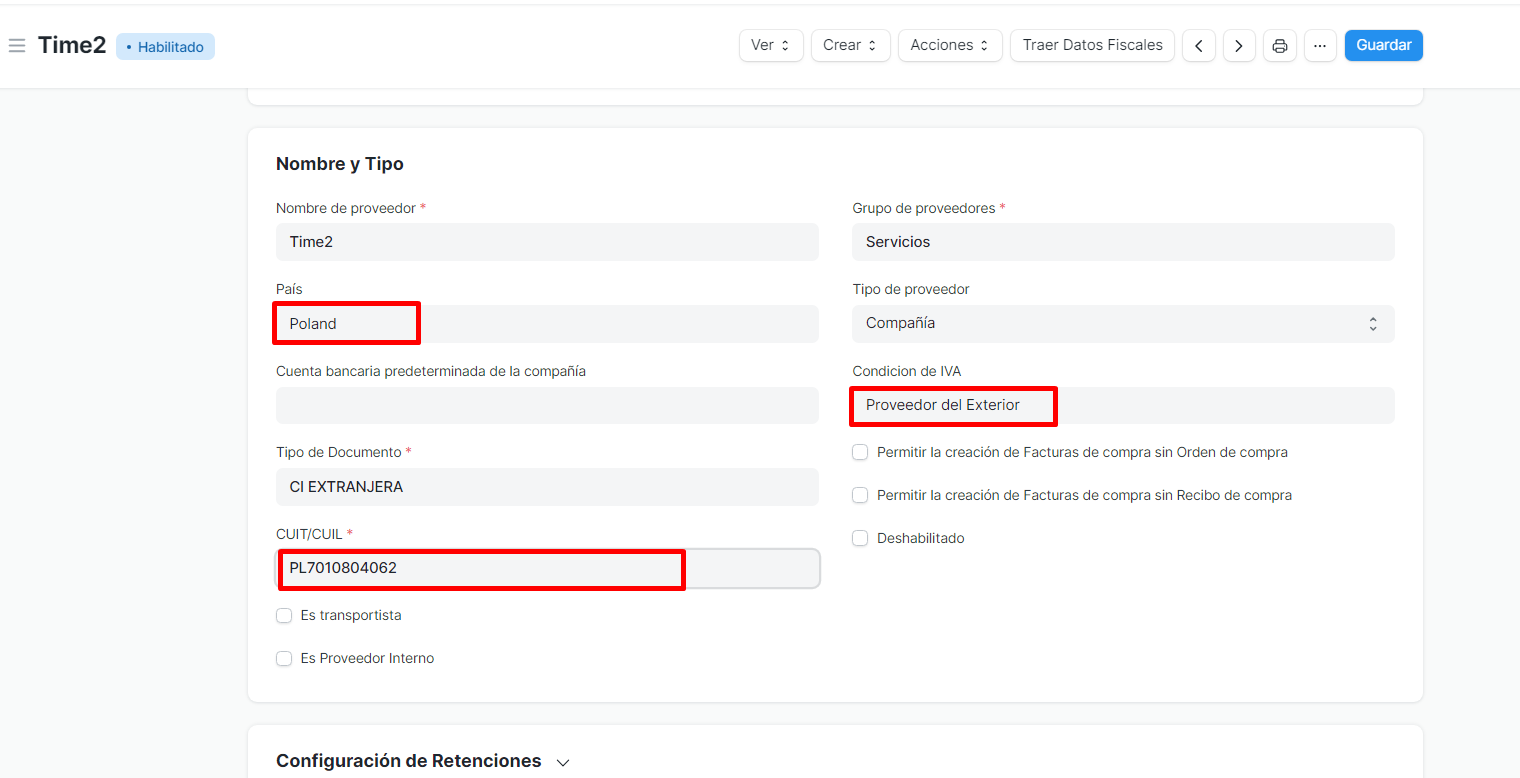 Time2
• Habilitado
Ver
Crear
Acciones
Traer Datos Fiscales
...
Guardar
Nombre y Tipo
Nombre de proveedor *
Time2
Grupo de proveedores *
Servicios
País
Poland
Tipo de proveedor
Compañía
Cuenta bancaria predeterminada de la compañía
Condicion de IVA
Proveedor del Exterior
Tipo de Documento *
CI EXTRANJERA
Permitir la creación de Facturas de compra sin Orden de compra
Permitir la creación de Facturas de compra sin Recibo de compra
Deshabilitado
CUIT/CUIL *
PL7010804062
Es transportista
Es Proveedor Interno
Configuración de Retenciones